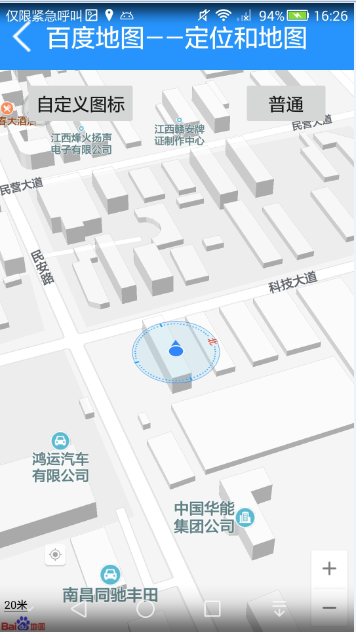 仅限紧急呼叫 94% 16:26
百度地图——定位和地图
自定义图标 普通
江西烽火扬声
电子有限公司
江西赣安牌
证制作中心
民营大道
民营大道
民安路
科技大道
北
鸿运汽车
有限公司
中国华能
集团公司
南昌同驰丰田
+
−
20米
Bai 地图